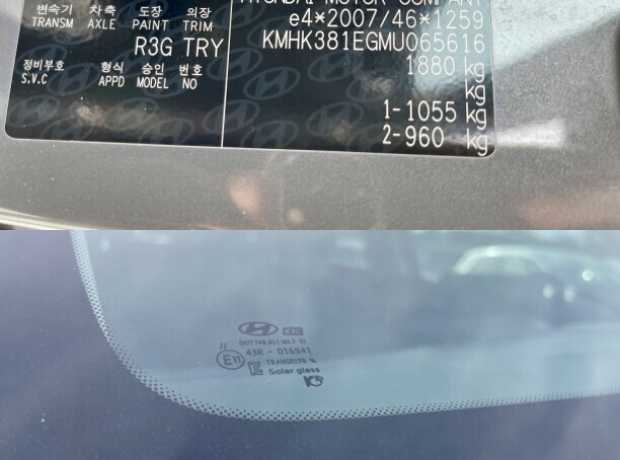 변속기 차축 도장 의장
TRANSM AXLE PAINT TRIM
R3G TRY
정비부호 형식 승인 번호
S.V.C APPD MODEL NO
HYUNDAI MOTOR COMPANY
e4*2007/46*1259
KMHK381EGMU065616
1880 kg
kg
1-1055 kg
2-960 kg
KCC
E11
43R - 016941
Solar glass